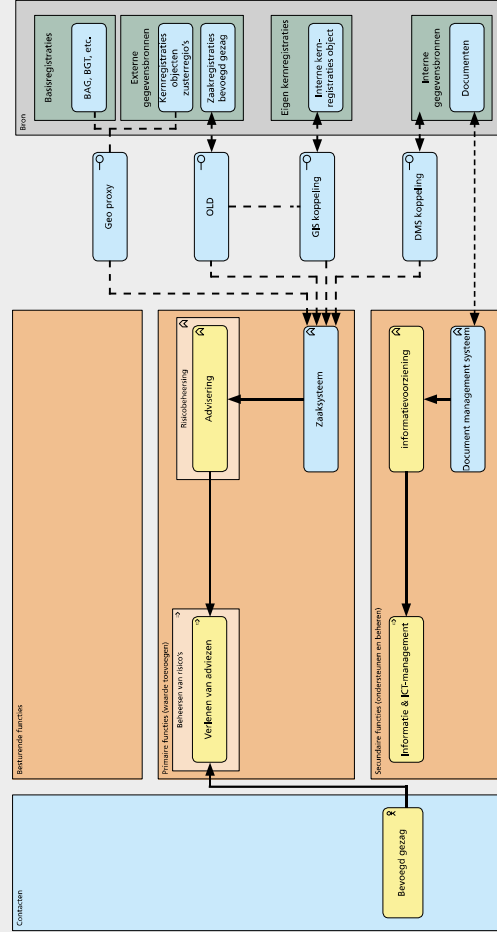 Contacten
Bevoegd gezag
Besturende functies
Primaire functies (waarde toevoegen)
Beheersen van risico's
Verlenen van adviezen
Risicobeheersing
Advisering
Zaaksysteem
Secundaire functies (ondersteunen en beheren)
Informatie & ICT-management
informatievoorziening
Document management systeem
Geo proxy
OLD
GIS koppeling
DMS koppeling
Bron
Basisregistraties
BAG, BGT, etc.
Externe
gegevensbronnen
Kernregistraties
objecten
zusterregio's
Zaakregistraties
bevoegd gezag
Eigen kernregistraties
Interne kern-
registraties object
Interne
gegevensbronnen
Documenten